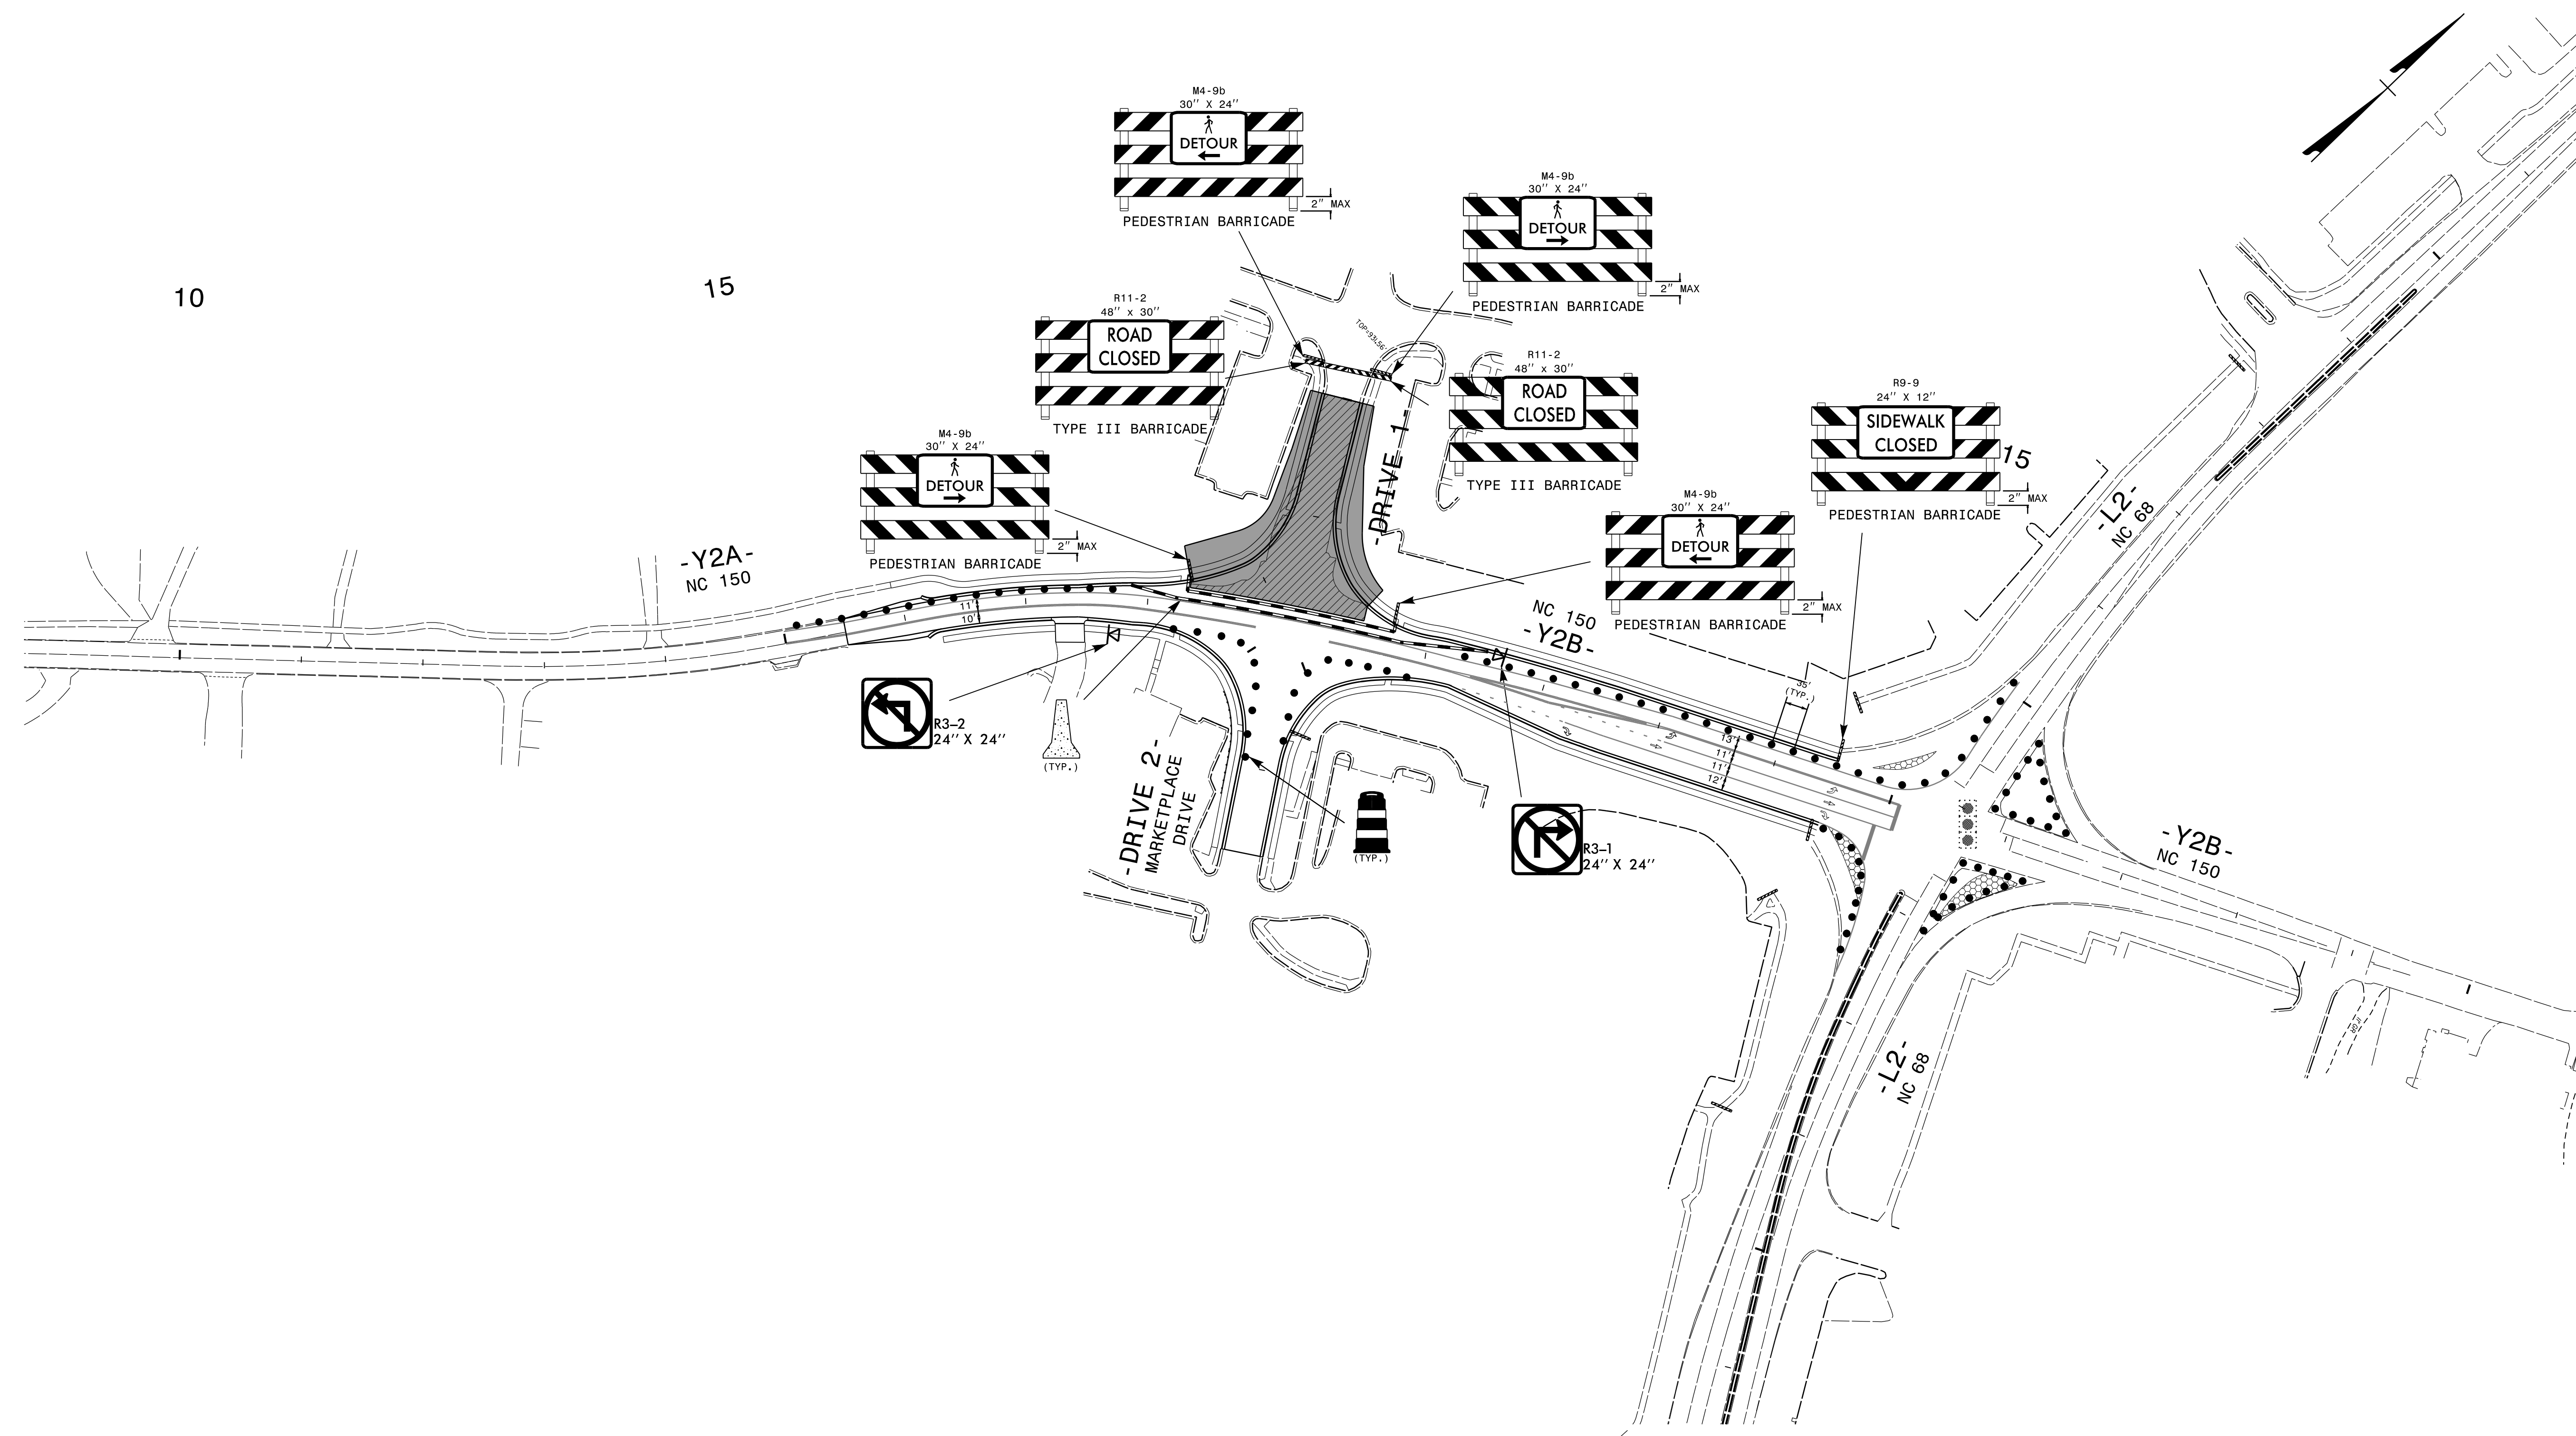 M4-9b
30'' X 24''
DETOUR
2" MAX
PEDESTRIAN BARRICADE
M4-9b
30'' X 24''
DETOUR
2" MAX
PEDESTRIAN BARRICADE
10
15
R11-2
48'' x 30''
ROAD
CLOSED
TYPE III BARRICADE
TOP=931.56'
R11-2
48'' x 30''
ROAD
CLOSED
TYPE III BARRICADE
R9-9
24'' X 12''
SIDEWALK
CLOSED
2" MAX
PEDESTRIAN BARRICADE
15
M4-9b
30'' X 24''
DETOUR
2" MAX
PEDESTRIAN BARRICADE
-DRIVE 1-
M4-9b
30'' X 24''
DETOUR
2" MAX
PEDESTRIAN BARRICADE
-L2-
NC 68
-Y2A-
NC 150
11'
10'
NC 150
-Y2B-
35'
(TYP.)
13'
11'
11'
12'
R3-2
24'' X 24''
(TYP.)
-DRIVE 2-
MARKETPLACE
DRIVE
(TYP.)
R3-1
24'' X 24''
-Y2B-
NC 150
-L2-
NC 68